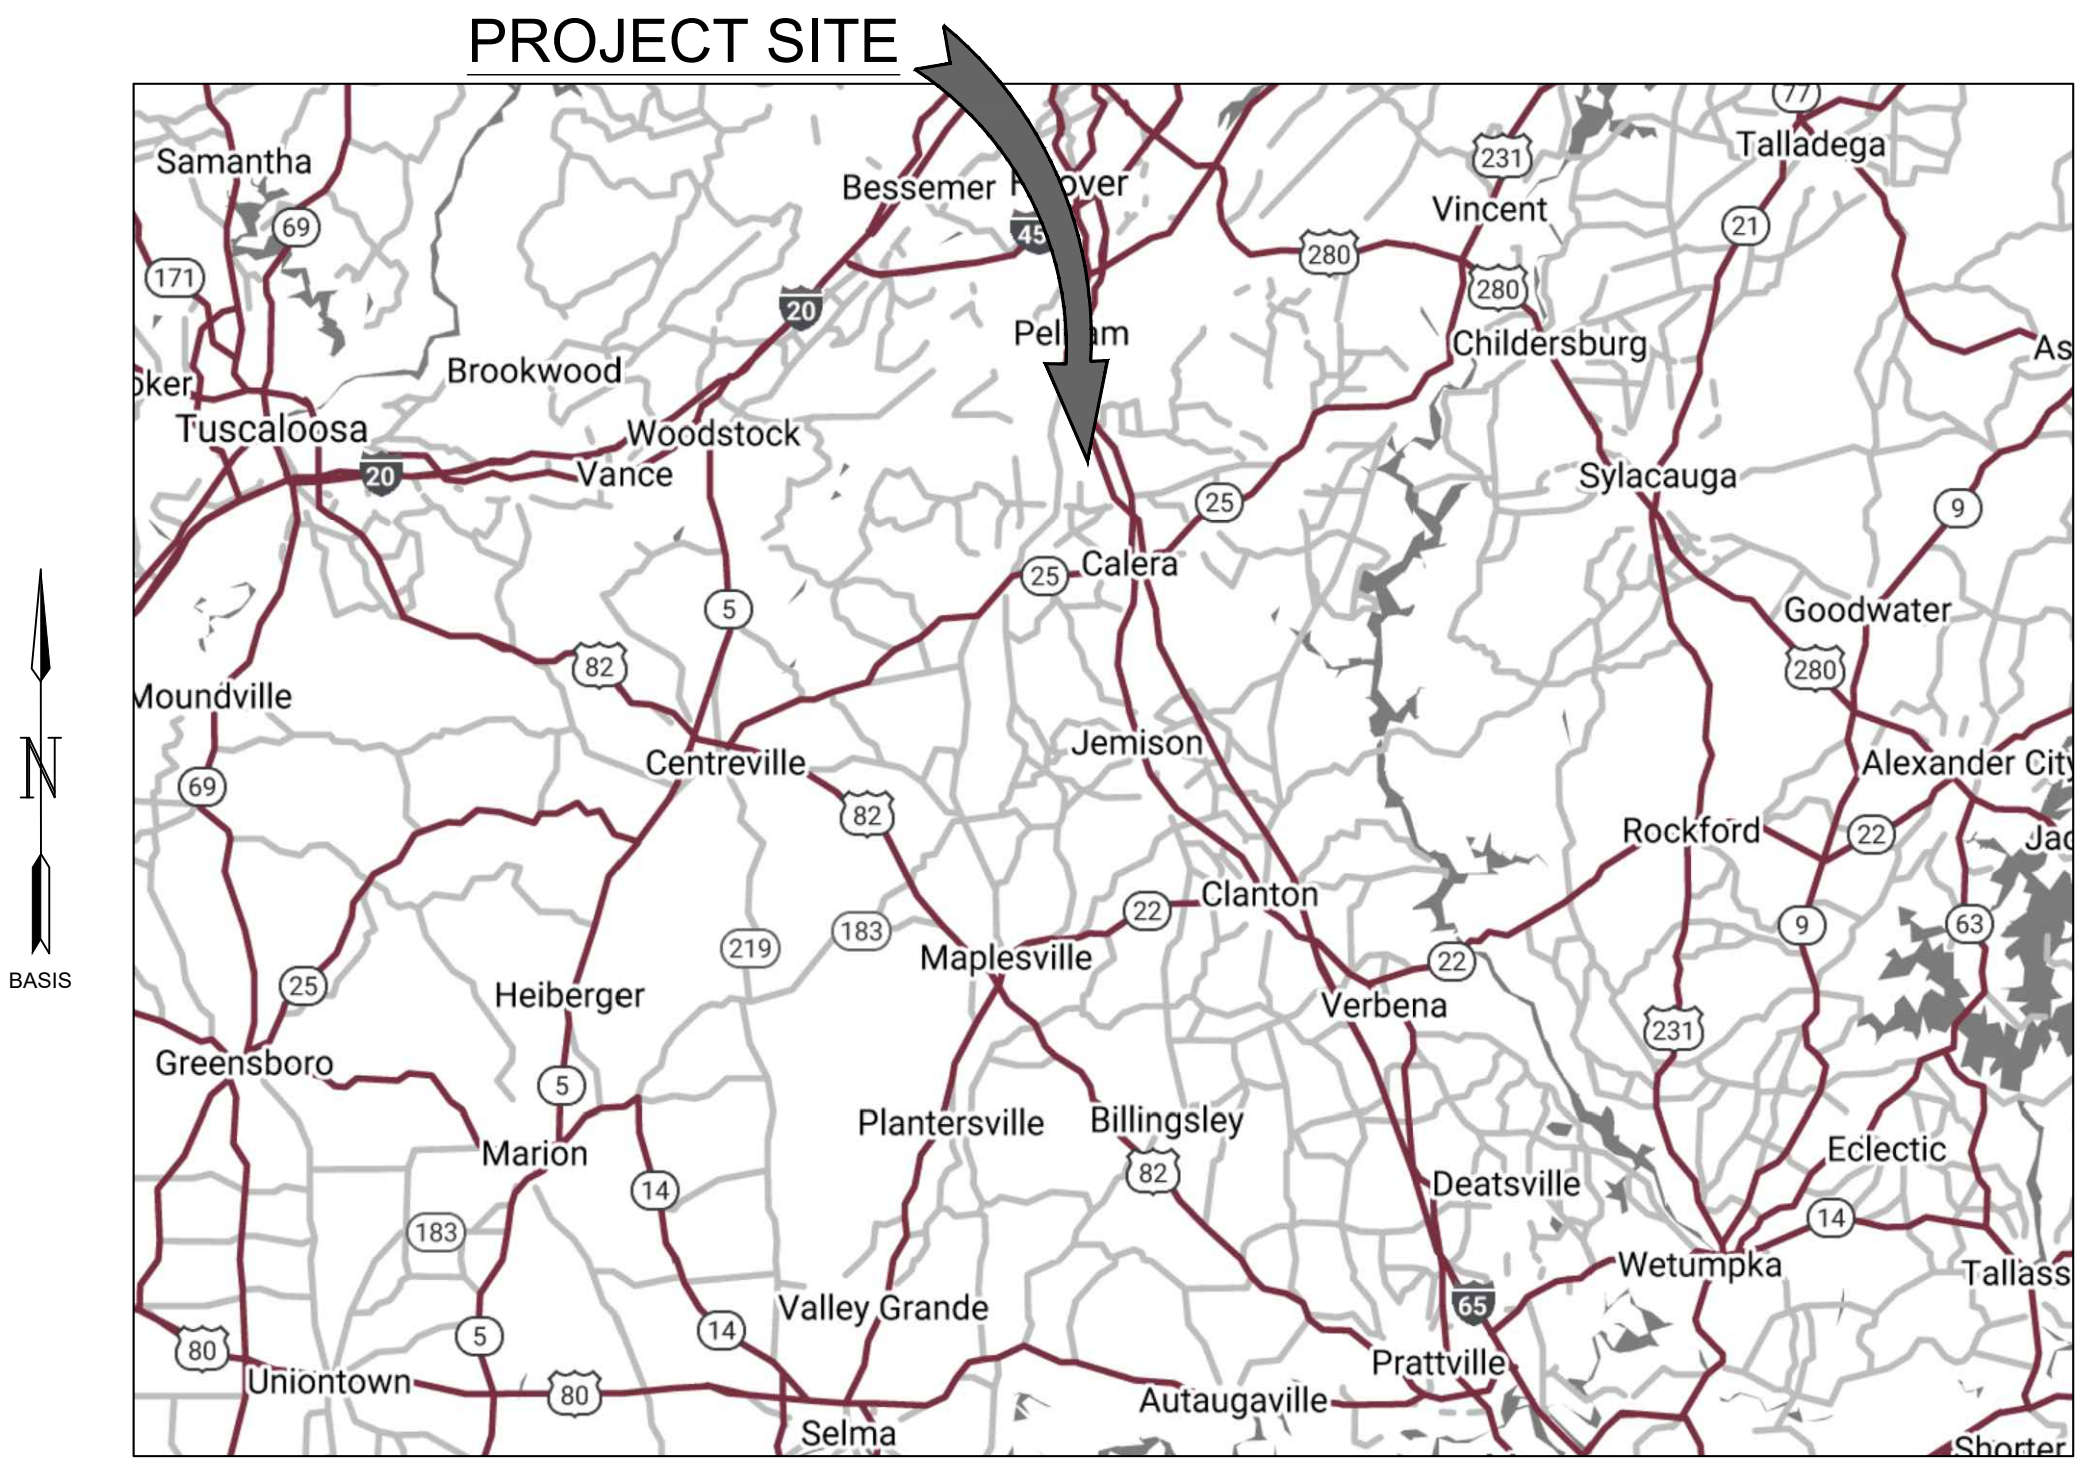 PROJECT SITE
77
Talladega
231
Samantha
Bessemer
Vincent
69
21
45
280
171
280
20
Childersburg
As
Brookwood
oker
Tuscaloosa
Woodstock
20
Vance
Sylacauga
25
9
Calera
25
5
Goodwater
82
280
Moundville
Jemison
Centreville
Alexander City
69
82
Rockford
22
Jac
Clanton
22
183
219
9
63
Maplesville
22
25
Heiberger
Verbena
231
Greensboro
5
Plantersville
Billingsley
Marion
Eclectic
82
14
Deatsville
183
14
Wetumpka
Tallass
65
Valley Grande
14
5
80
Prattville
Uniontown
80
Autaugaville
Selma
Shorter
N
BASIS